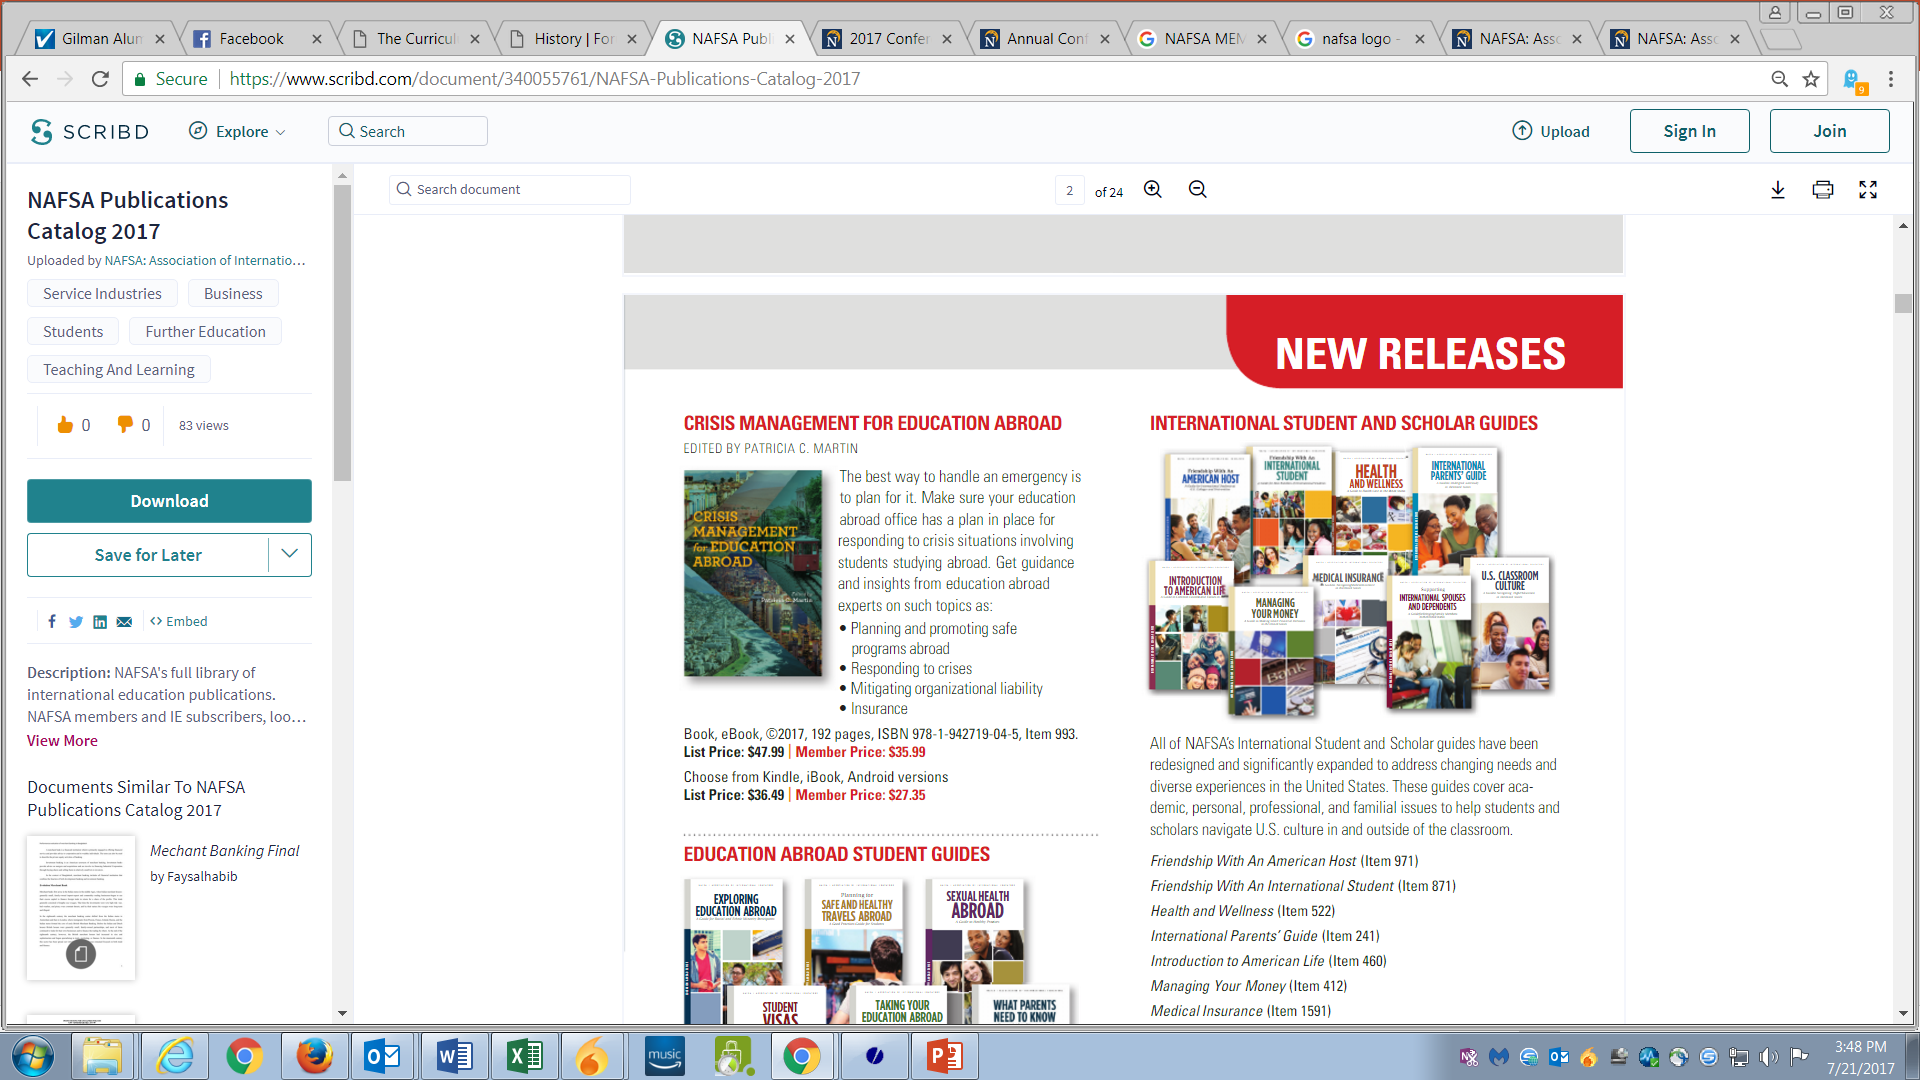 Gilman Alun
Facebook
The Curricul
History | For
NAFSA Publ
2017 Confer
Annual Conf
NAFSA MEM
nafsa logo -
NAFSA: Asso
NAFSA: Asso
Secure
https://www.scribd.com/document/340055761/NAFSA-Publications-Catalog-2017
9
SCRIBD
Explore
Search
Upload
Sign In
Join
NAFSA Publications
Catalog 2017
Uploaded by NAFSA: Association of Internatio...
Service Industries
Business
Students
Further Education
Teaching And Learning
0
0
83 views
Download
Save for Later
<> Embed
Description: NAFSA's full library of
international education publications.
NAFSA members and IE subscribers, loo...
View More
Documents Similar To NAFSA
Publications Catalog 2017
Mechant Banking Final
by Faysalhabib
Search document
2 of 24
NEW RELEASES
CRISIS MANAGEMENT FOR EDUCATION ABROAD
EDITED BY PATRICIA C. MARTIN
CRISIS
MANAGEMENT
for EDUCATION
ABROAD
Patricia C. Martin
The best way to handle an emergency is
to plan for it. Make sure your education
abroad office has a plan in place for
responding to crisis situations involving
students studying abroad. Get guidance
and insights from education abroad
experts on such topics as:
• Planning and promoting safe
programs abroad
• Responding to crises
• Mitigating organizational liability
• Insurance
Book, eBook, ©2017, 192 pages, ISBN 978-1-942719-04-5, Item 993.
List Price: $47.99 | Member Price: $35.99
Choose from Kindle, iBook, Android versions
List Price: $36.49 | Member Price: $27.35
EDUCATION ABROAD STUDENT GUIDES
EXPLORING
EDUCATION ABROAD
Planning for
SAFE AND HEALTHY
TRAVELS ABROAD
SEXUAL HEALTH
ABROAD
STUDENT
VISAS
TAKING YOUR
EDUCATION ABROAD
WHAT PARENTS
NEED TO KNOW
INTERNATIONAL STUDENT AND SCHOLAR GUIDES
Friendship With An
AMERICAN HOST
Friendship With An
INTERNATIONAL
STUDENT
HEALTH
AND WELLNESS
INTERNATIONAL
PARENTS' GUIDE
INTRODUCTION
TO AMERICAN LIFE
MANAGING
YOUR MONEY
Bank
MEDICAL INSURANCE
Supporting
INTERNATIONAL SPOUSES
AND DEPENDENTS
U.S. CLASSROOM
CULTURE
All of NAFSA's International Student and Scholar guides have been
redesigned and significantly expanded to address changing needs and
diverse experiences in the United States. These guides cover aca-
demic, personal, professional, and familial issues to help students and
scholars navigate U.S. culture in and outside of the classroom.
Friendship With An American Host (Item 971)
Friendship With An International Student (Item 871)
Health and Wellness (Item 522)
International Parents' Guide (Item 241)
Introduction to American Life (Item 460)
Managing Your Money (Item 412)
Medical Insurance (Item 1591)
music
3:48 PM
7/21/2017